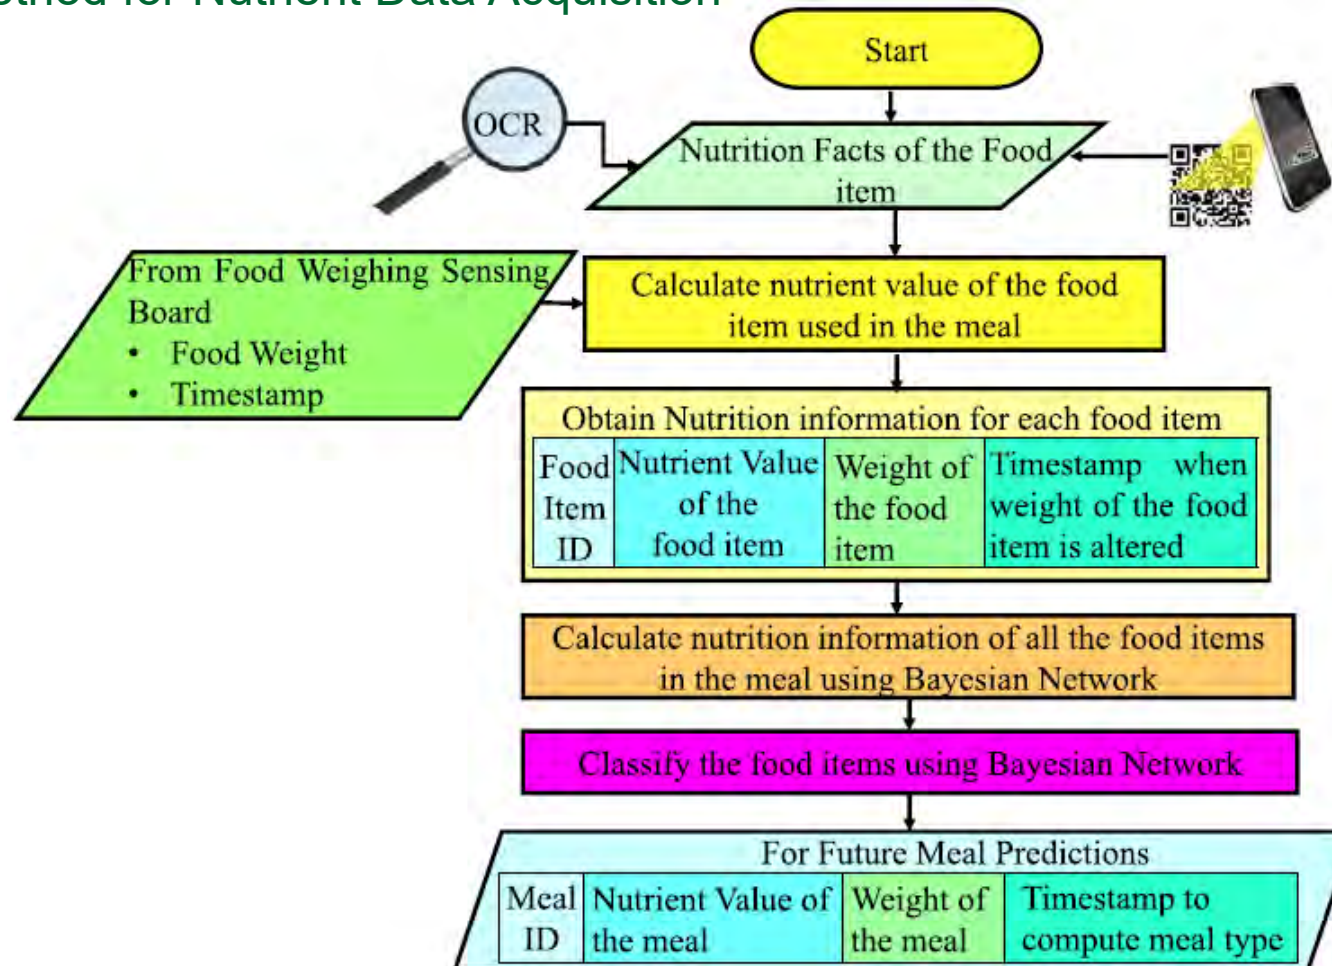 Method for Nutrient Data Acquisition
Start
OCR
Nutrition Facts of the Food
item
From Food Weighing Sensing
Board
• Food Weight
• Timestamp
Calculate nutrient value of the food
item used in the meal
Obtain Nutrition information for each food item
Food
Item
ID
Nutrient Value
of the
food item
Weight of
the food
item
Timestamp when
weight of the food
item is altered
Calculate nutrition information of all the food items
in the meal using Bayesian Network
Classify the food items using Bayesian Network
For Future Meal Predictions
Meal
ID
Nutrient Value of
the meal
Weight of
the meal
Timestamp to
compute meal type